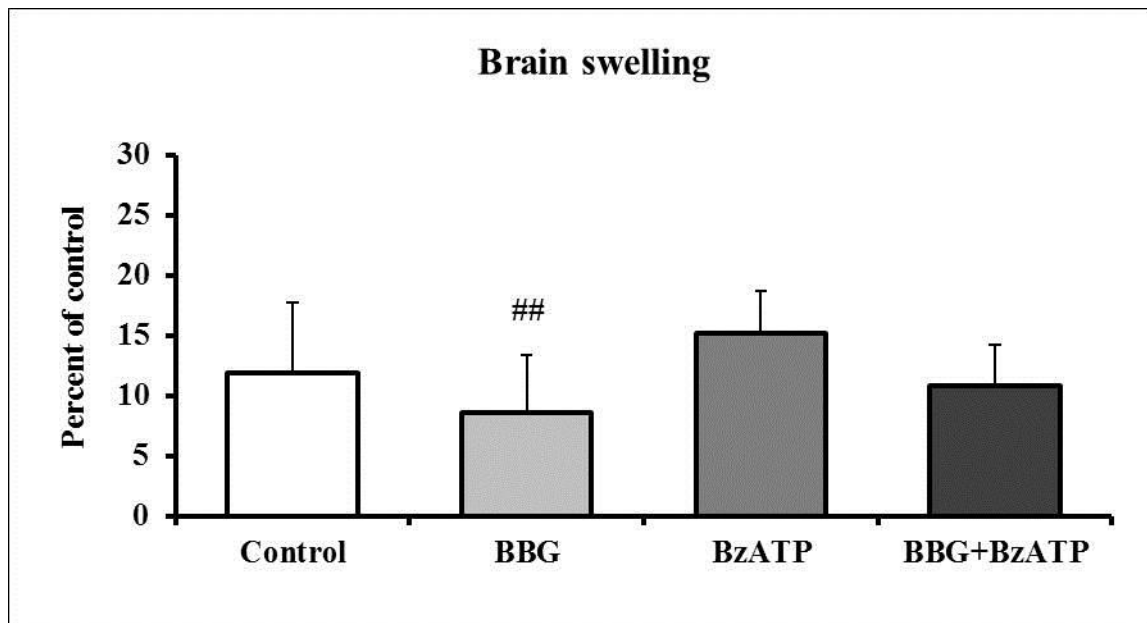 Brain swelling
Percent of control
30
25
20
15
10
5
0
##
Control BBG BzATP BBG+BzATP